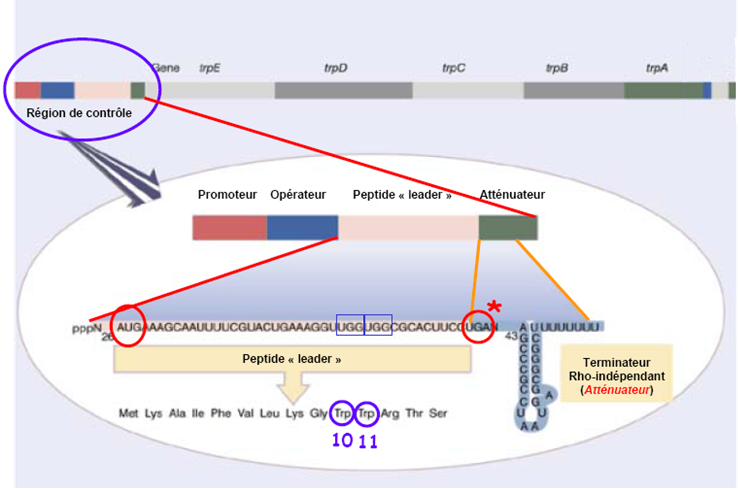 Gene trpE trpD trpC trpB trpA
Région de contrôle
Promoteur Opérateur Peptide « leader » Atténuateur
*
pppN AUGAAAGCAAUUUUCGUACUGAAAGGUUGGUGGCGCACUUCCUGAN
26 43
Peptide « leader »
Terminateur
Rho-indépendant
(Atténuateur)
Met Lys Ala Ile Phe Val Leu Lys Gly Trp Trp Arg Thr Ser
10 11